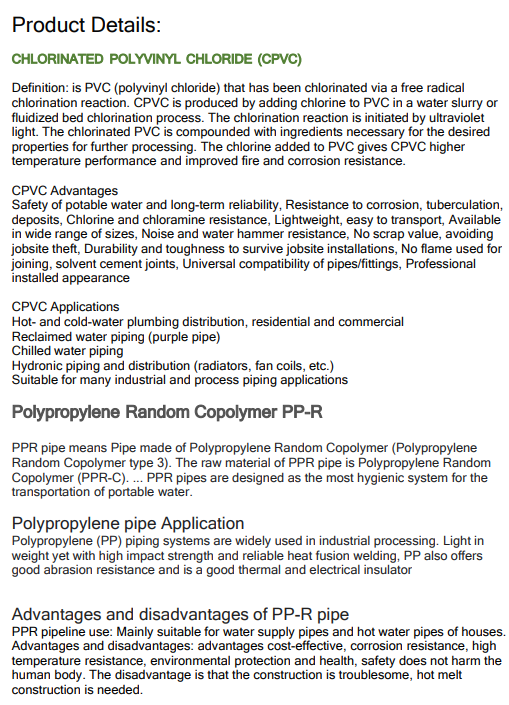 Product Details:
CHLORINATED POLYVINYL CHLORIDE (CPVC)
Definition: is PVC (polyvinyl chloride) that has been chlorinated via a free radical
chlorination reaction. CPVC is produced by adding chlorine to PVC in a water slurry or
fluidized bed chlorination process. The chlorination reaction is initiated by ultraviolet
light. The chlorinated PVC is compounded with ingredients necessary for the desired
properties for further processing. The chlorine added to PVC gives CPVC higher
temperature performance and improved fire and corrosion resistance.
CPVC Advantages
Safety of potable water and long-term reliability, Resistance to corrosion, tuberculation,
deposits, Chlorine and chloramine resistance, Lightweight, easy to transport, Available
in wide range of sizes, Noise and water hammer resistance, No scrap value, avoiding
jobsite theft, Durability and toughness to survive jobsite installations, No flame used for
joining, solvent cement joints, Universal compatibility of pipes/fittings, Professional
installed appearance
CPVC Applications
Hot- and cold-water plumbing distribution, residential and commercial
Reclaimed water piping (purple pipe)
Chilled water piping
Hydronic piping and distribution (radiators, fan coils, etc.)
Suitable for many industrial and process piping applications
Polypropylene Random Copolymer PP-R
PPR pipe means Pipe made of Polypropylene Random Copolymer (Polypropylene
Random Copolymer type 3). The raw material of PPR pipe is Polypropylene Random
Copolymer (PPR-C). ... PPR pipes are designed as the most hygienic system for the
transportation of portable water.
Polypropylene pipe Application
Polypropylene (PP) piping systems are widely used in industrial processing. Light in
weight yet with high impact strength and reliable heat fusion welding, PP also offers
good abrasion resistance and is a good thermal and electrical insulator
Advantages and disadvantages of PP-R pipe
PPR pipeline use: Mainly suitable for water supply pipes and hot water pipes of houses.
Advantages and disadvantages: advantages cost-effective, corrosion resistance, high
temperature resistance, environmental protection and health, safety does not harm the
human body. The disadvantage is that the construction is troublesome, hot melt
construction is needed.